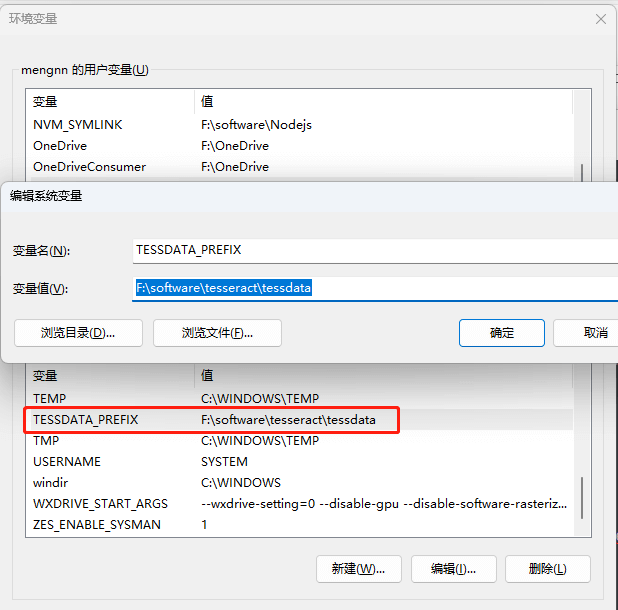 环境变量
mengnn 的用户变量(U)
变量 值
NVM_SYMLINK F:\software\Nodejs
OneDrive F:\OneDrive
OneDriveConsumer F:\OneDrive
编辑系统变量
变量名(N): TESSDATA_PREFIX
变量值(V): F:\software\tesseract\tessdata
浏览目录(D)... 浏览文件(F)... 确定 取消
变量 值
TEMP C:\WINDOWS\TEMP
TESSDATA_PREFIX F:\software\tesseract\tessdata
TMP C:\WINDOWS\TEMP
USERNAME SYSTEM
windir C:\WINDOWS
WXDRIVE_START_ARGS --wxdrive-setting=0 --disable-gpu --disable-software-rasteriz...
ZES_ENABLE_SYSMAN 1
新建(W)... 编辑(I)... 删除(L)